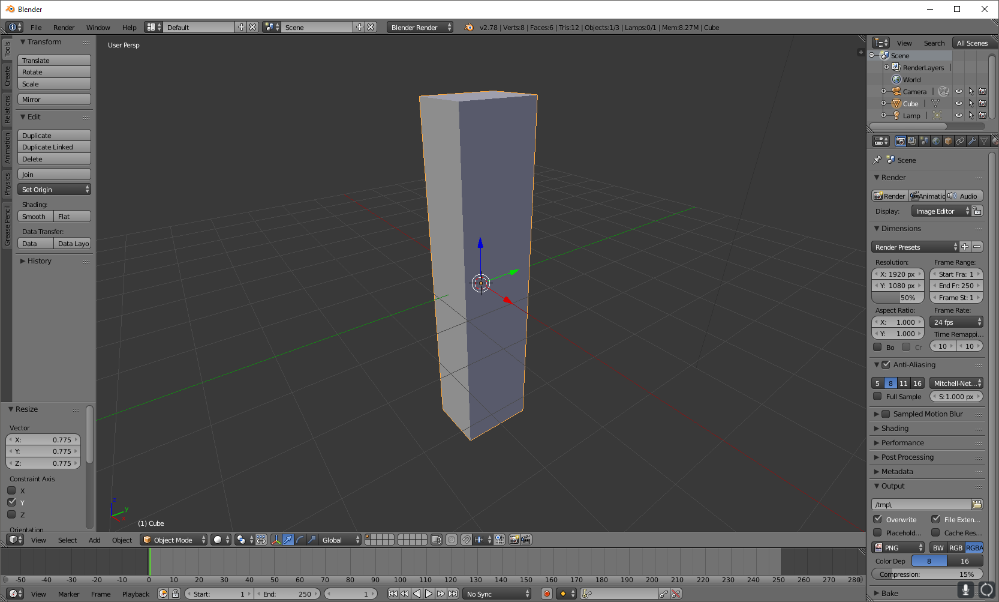 Blender
File Render Window Help Default Scene Blender Render v2.78 | Verts:8 | Faces:6 | Tris:12 | Objects:1/3 | Lamps:0/1 | Mem:8.27M | Cube
Tools
Create
Relations
Animation
Physics
Grease Pencil
Transform
Translate
Rotate
Scale
Mirror
Edit
Duplicate
Duplicate Linked
Delete
Join
Set Origin
Shading:
Smooth Flat
Data Transfer:
Data Data Layo
History
Resize
Vector
X: 0.775
Y: 0.775
Z: 0.775
Constraint Axis
X
Y
Z
Orientation
User Persp
z
y
x
(1) Cube
View Select Add Object Object Mode Global
-50 -40 -30 -20 -10 0 10 20 30 40 50 60 70 80 90 100 110 120 130 140 150 160 170 180 190 200 210 220 230 240 250 260 270 280
View Marker Frame Playback Start: 1 End: 250 1 No Sync
View Search All Scenes
Scene
RenderLayers
World
Camera
Cube
Lamp
Scene
Render
Render Animatic Audio
Display: Image Editor
Dimensions
Render Presets
Resolution: Frame Range:
X: 1920 px Start Fra: 1
Y: 1080 px End Fr: 250
50% Frame St: 1
Aspect Ratio: Frame Rate:
X: 1.000 24 fps
Y: 1.000 Time Remappi...
Bo Cr 10 10
Anti-Aliasing
5 8 11 16 Mitchell-Net...
Full Sample S: 1.000 px
Sampled Motion Blur
Shading
Performance
Post Processing
Metadata
Output
/tmp\
Overwrite File Exten...
Placehold... Cache Res...
PNG BW RGB RGBA
Color Dep 8 16
Compression: 15%
Bake